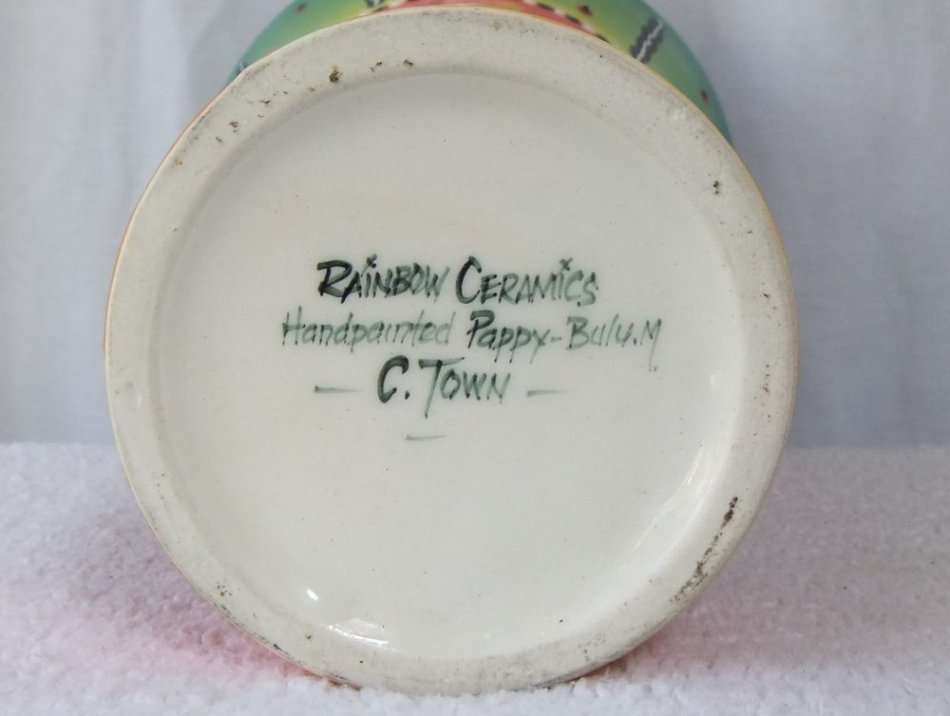 RAINBOW CERAMICS
Handpainted Pappy-Bulu.M
C. TOWN